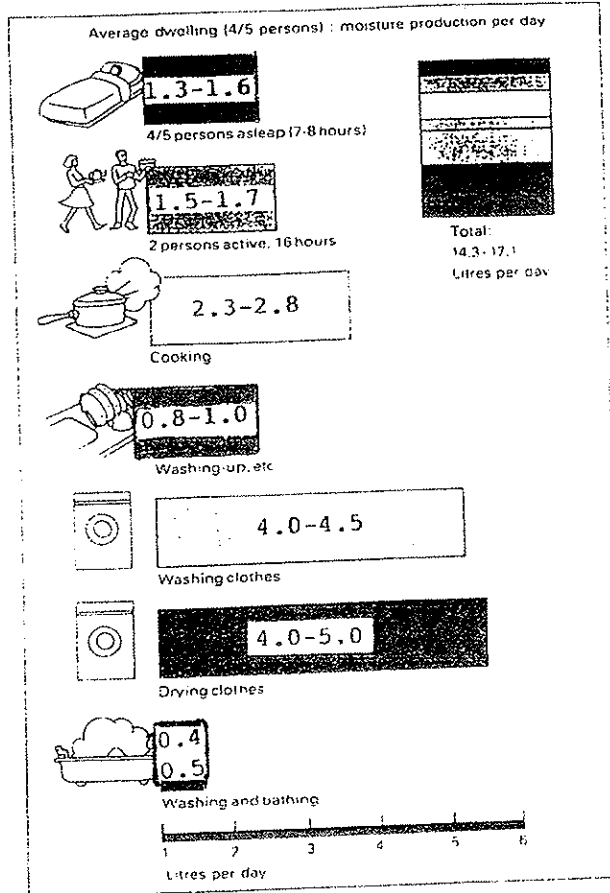 Average dwelling (4/5 persons) : moisture production per day
1.3-1.6
4/5 persons asleep (7-8 hours)
1.5-1.7
2 persons active, 16 hours
Total:
14.3-17.1
Litres per day
2.3-2.8
Cooking
0.8-1.0
Washing-up, etc
4.0-4.5
Washing clothes
4.0-5.0
Drying clothes
0.4
0.5
Washing and bathing
1 2 3 4 5 6
Litres per day